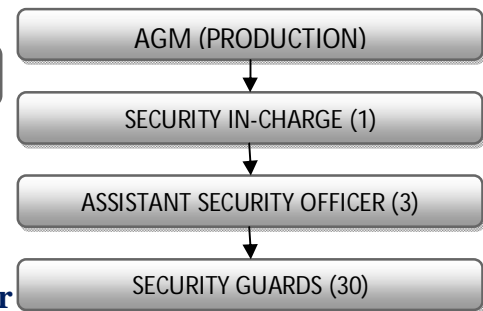 AGM (PRODUCTION)
SECURITY IN-CHARGE (1)
ASSISTANT SECURITY OFFICER (3)
SECURITY GUARDS (30)
r